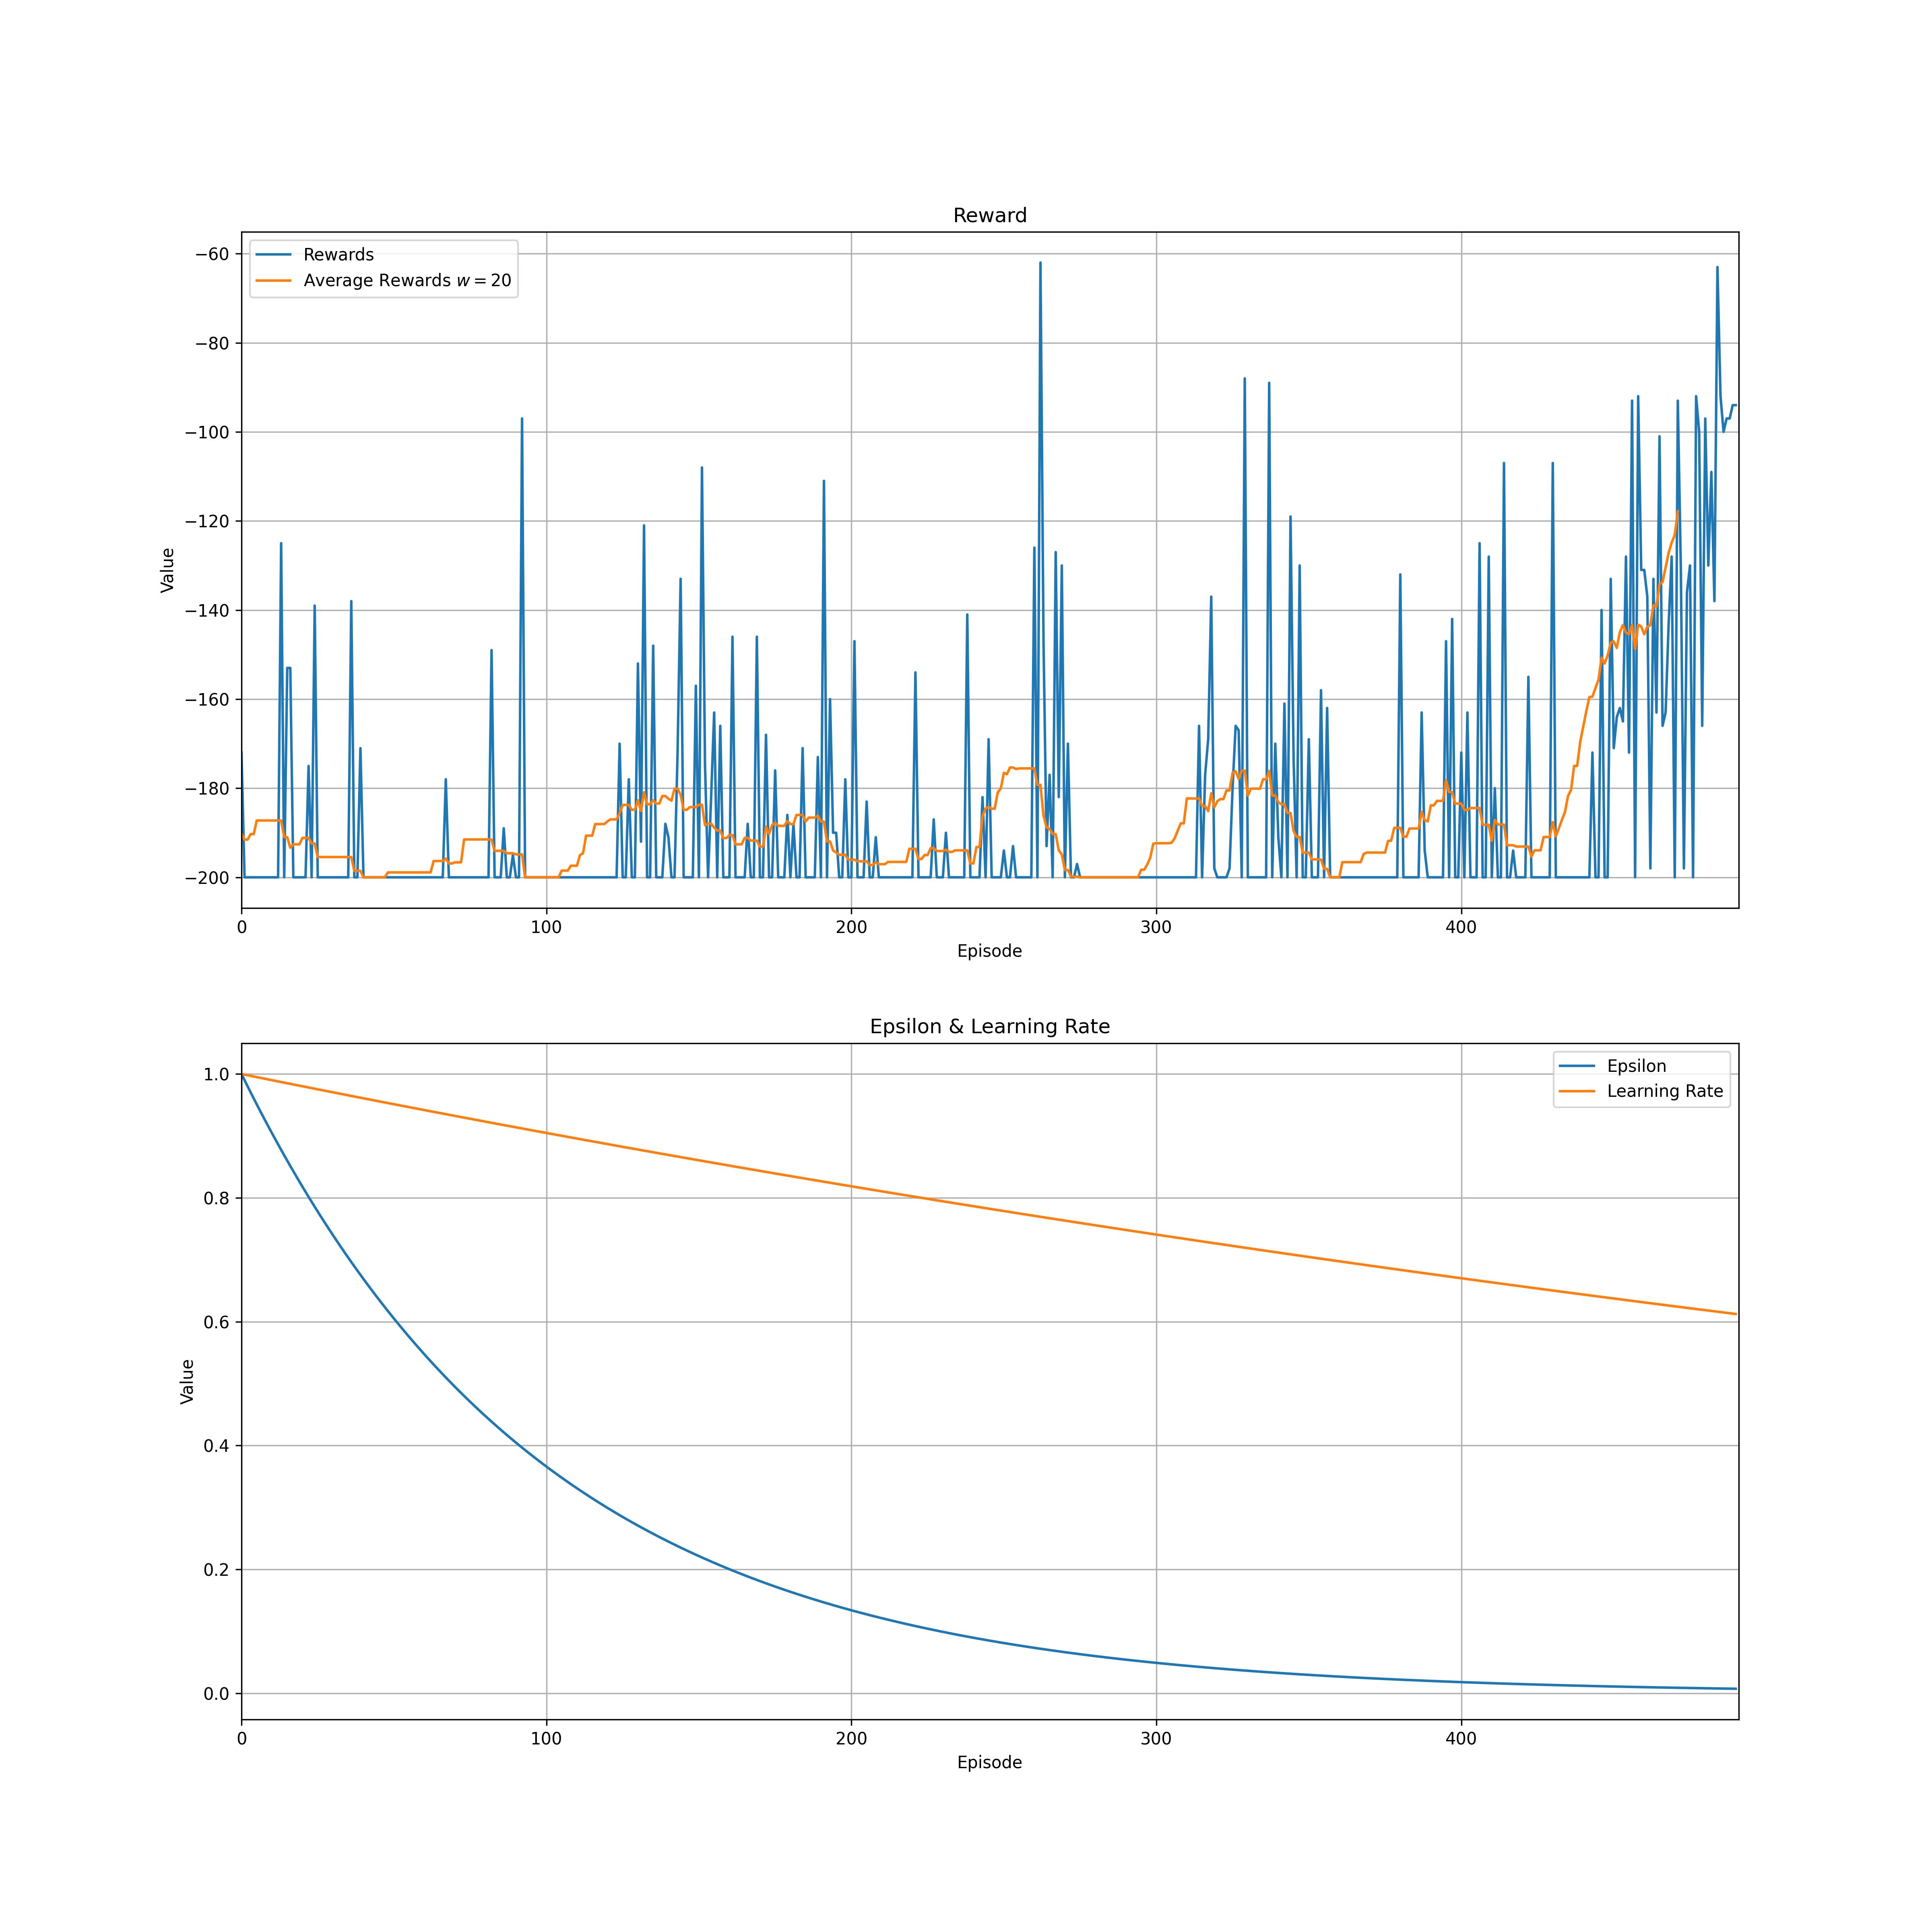 Reward
Rewards
Average Rewards w = 20
−60
−80
−100
−120
−140
−160
−180
−200
Value
0 100 200 300 400
Episode
Epsilon & Learning Rate
Epsilon
Learning Rate
1.0
0.8
0.6
0.4
0.2
0.0
Value
0 100 200 300 400
Episode